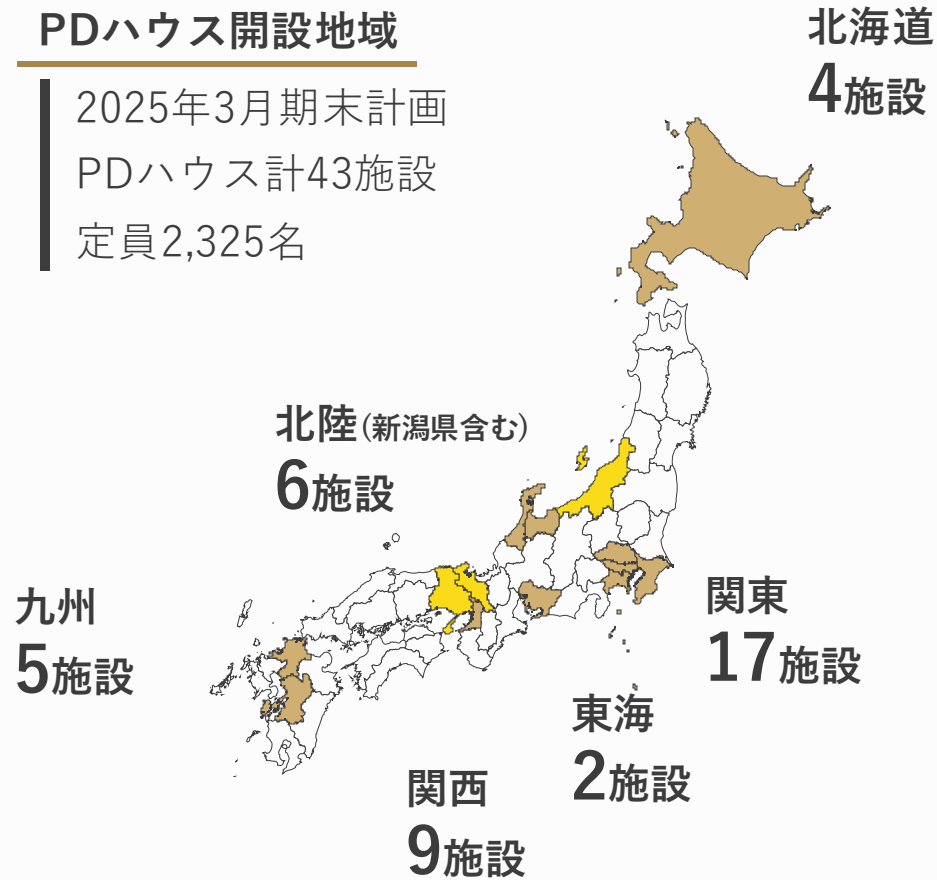 PDハウス開設地域
2025年3月期末計画
PDハウス計43施設
定員2,325名
北海道
4施設
北陸(新潟県含む)
6施設
九州
5施設
関東
17施設
東海
2施設
関西
9施設